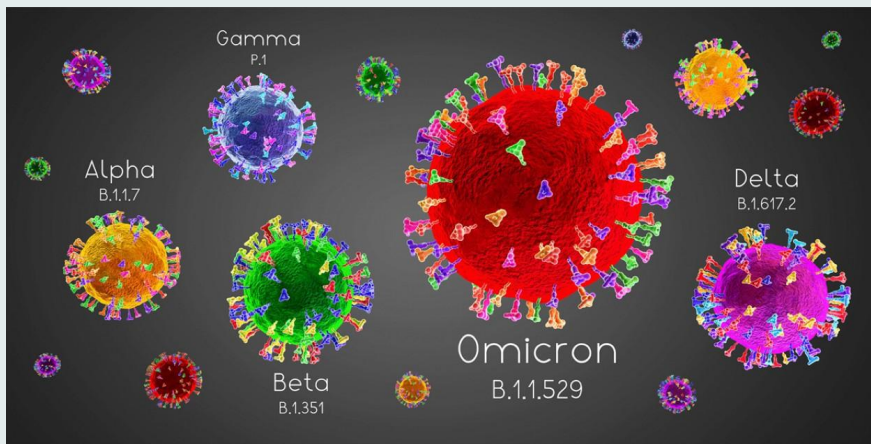 Gamma
P.1
Alpha
B.1.1.7
Beta
B.1.351
Omicron
B.1.1.529
Delta
B.1.617.2